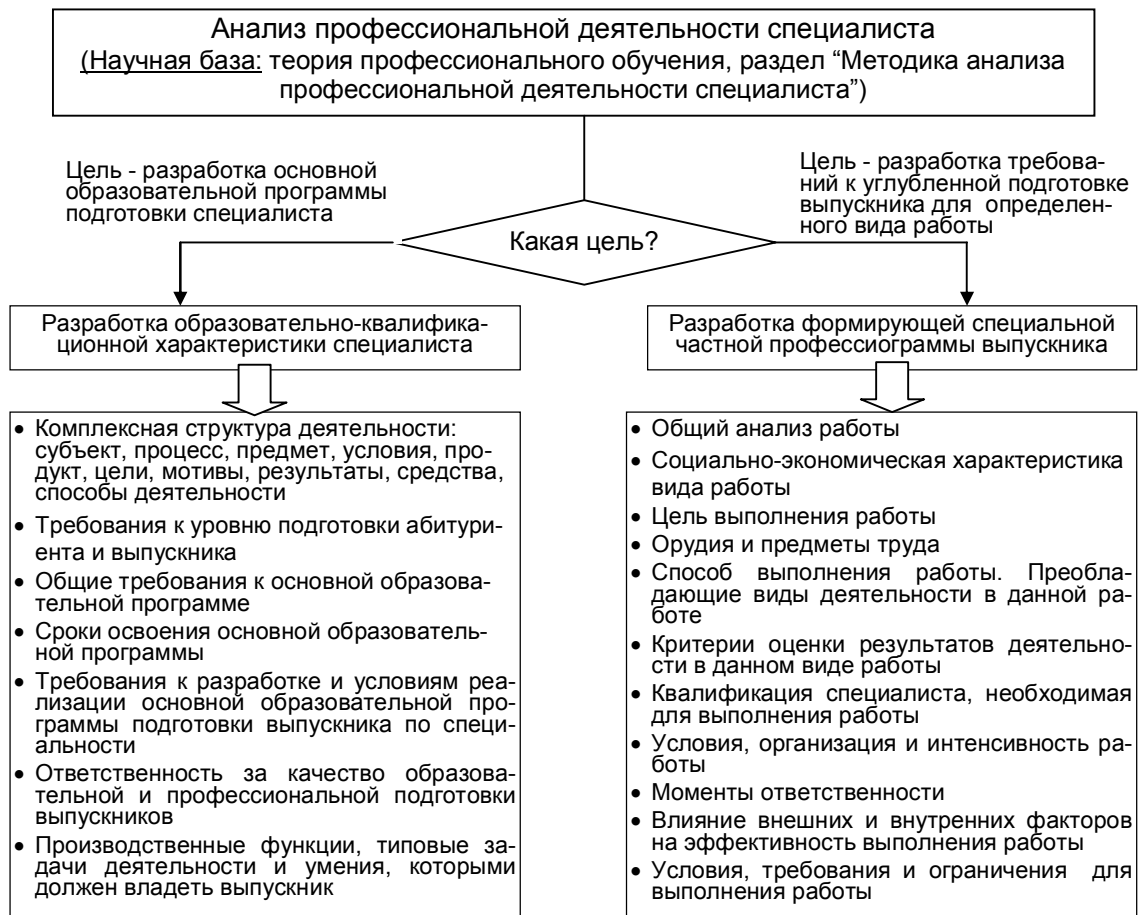 Анализ профессиональной деятельности специалиста
(Научная база: теория профессионального обучения, раздел “Методика анализа
профессиональной деятельности специалиста”)
Цель - разработка основной
образовательной программы
подготовки специалиста
Цель - разработка требова-
ний к углубленной подготовке
выпускника для определен-
ного вида работы
Какая цель?
Разработка образовательно-квалифика-
ционной характеристики специалиста
Разработка формирующей специальной
частной профессиограммы выпускника
• Комплексная структура деятельности:
субъект, процесс, предмет, условия, про-
дукт, цели, мотивы, результаты, средства,
способы деятельности
• Требования к уровню подготовки абитури-
ента и выпускника
• Общие требования к основной образова-
тельной программе
• Сроки освоения основной образователь-
ной программы
• Требования к разработке и условиям реа-
лизации основной образовательной про-
граммы подготовки выпускника по специ-
альности
• Ответственность за качество образова-
тельной и профессиональной подготовки
выпускников
• Производственные функции, типовые за-
дачи деятельности и умения, которыми
должен владеть выпускник
• Общий анализ работы
• Социально-экономическая характеристика
вида работы
• Цель выполнения работы
• Орудия и предметы труда
• Способ выполнения работы. Преобла-
дающие виды деятельности в данной ра-
боте
• Критерии оценки результатов деятельно-
сти в данном виде работы
• Квалификация специалиста, необходимая
для выполнения работы
• Условия, организация и интенсивность ра-
боты
• Моменты ответственности
• Влияние внешних и внутренних факторов
на эффективность выполнения работы
• Условия, требования и ограничения для
выполнения работы